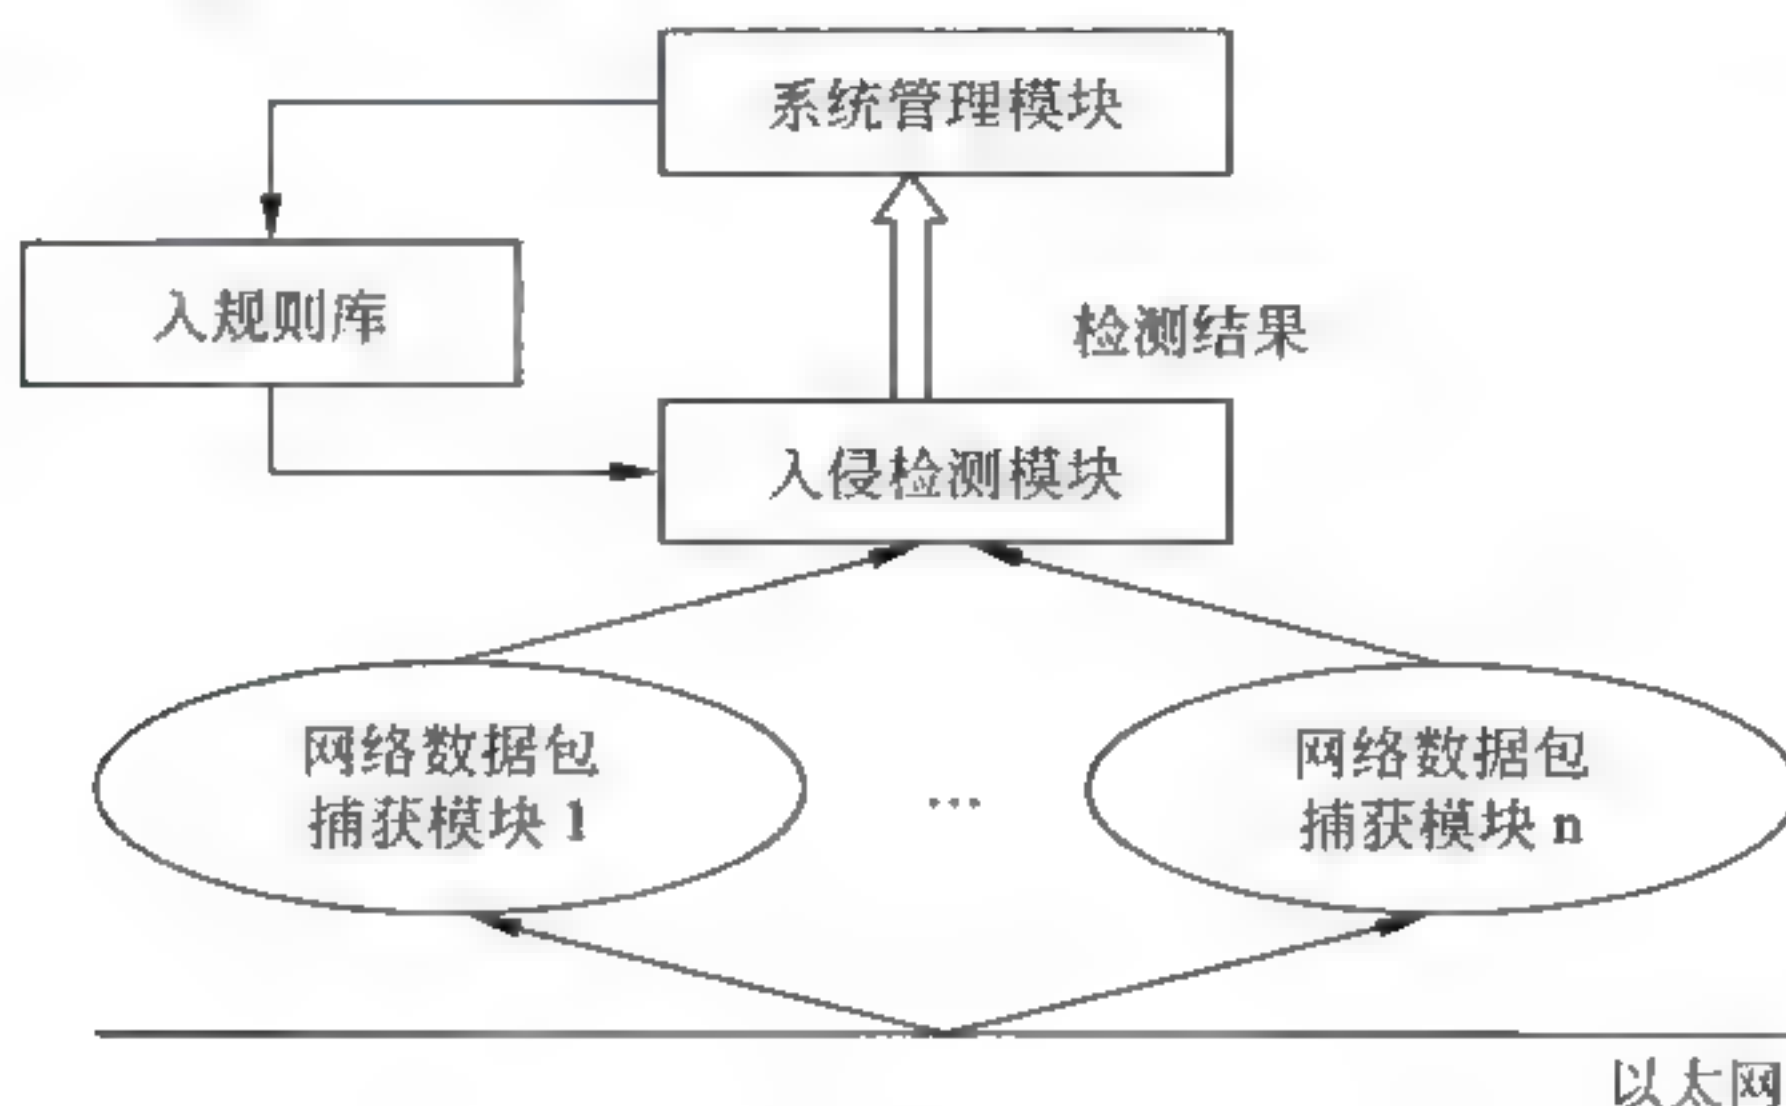 系统管理模块
入规则库
检测结果
入侵检测模块
网络数据包
捕获模块 1
…
网络数据包
捕获模块 n
以太网